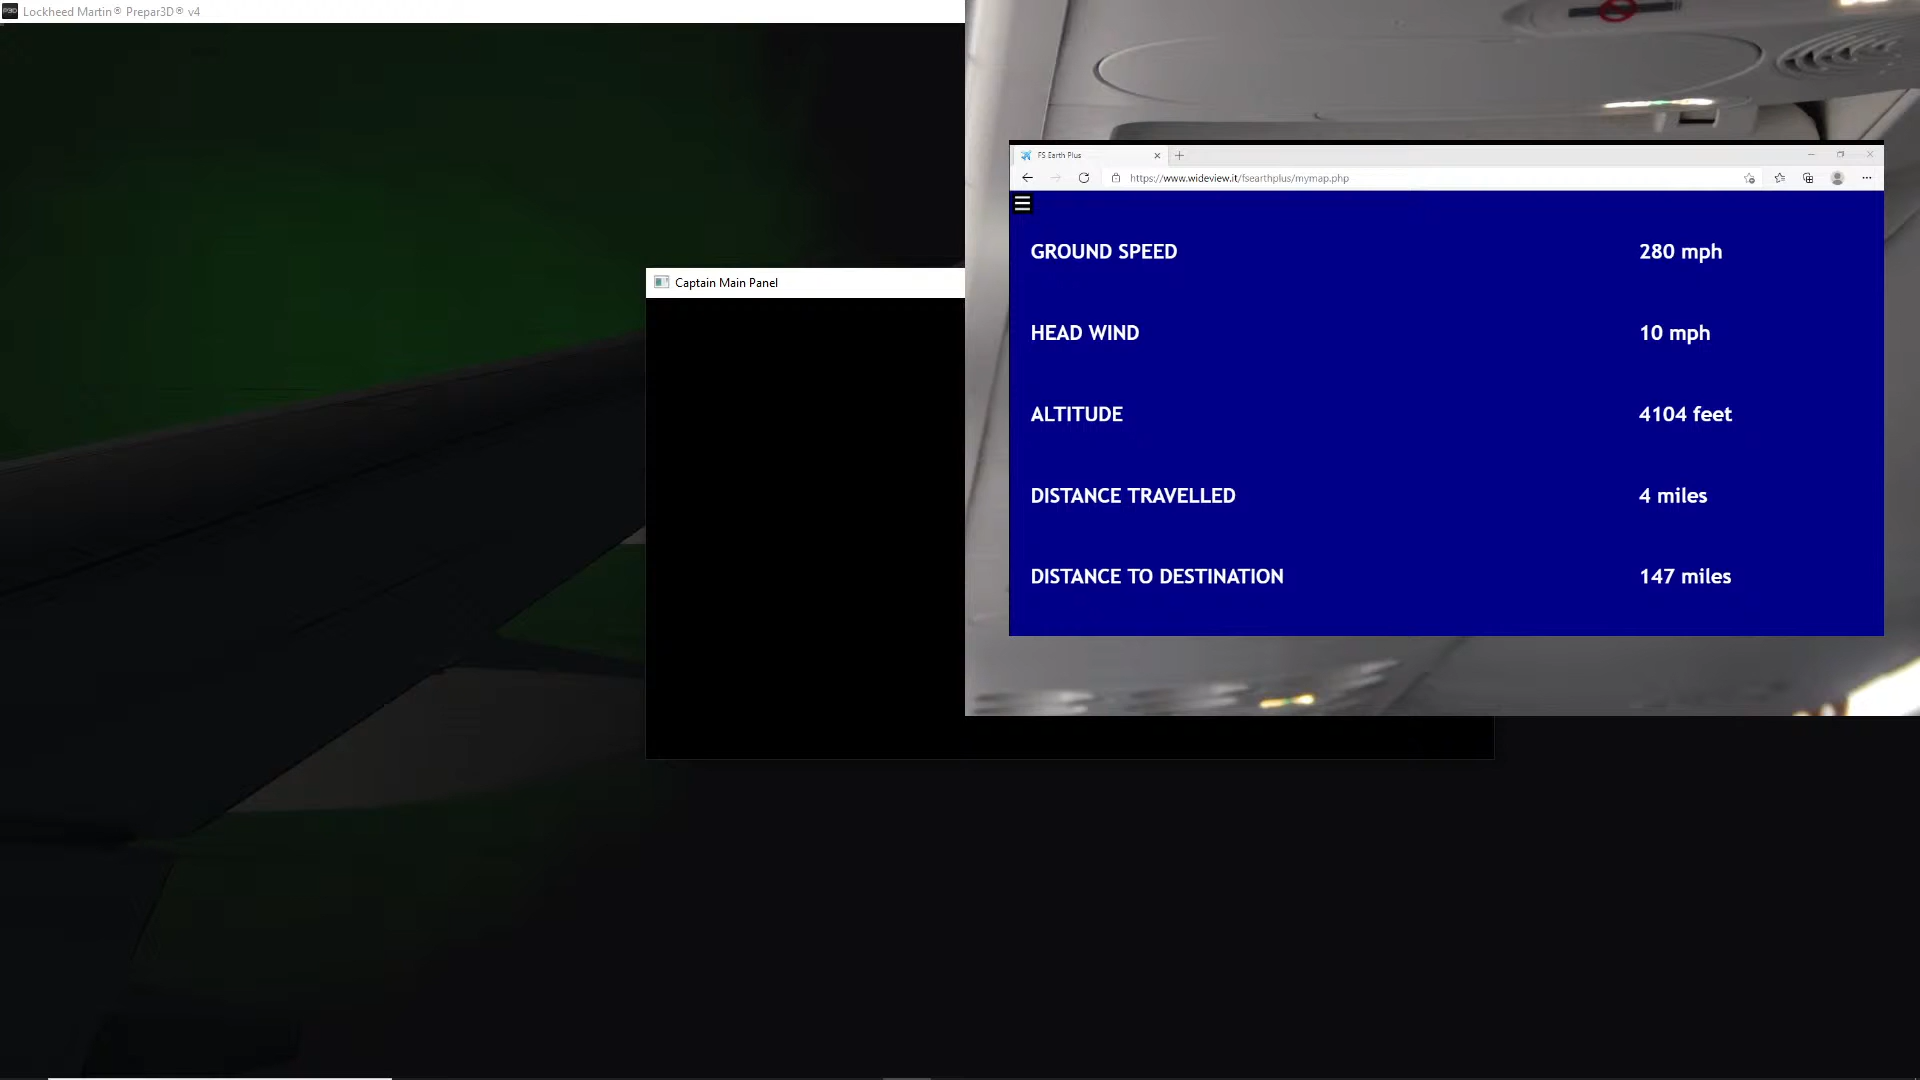 Lockheed Martin® Prepar3D® v4
Captain Main Panel
FS Earth Plus
https://www.wideview.it/fsearthplus/mymap.php
GROUND SPEED 280 mph
HEAD WIND 10 mph
ALTITUDE 4104 feet
DISTANCE TRAVELLED 4 miles
DISTANCE TO DESTINATION 147 miles